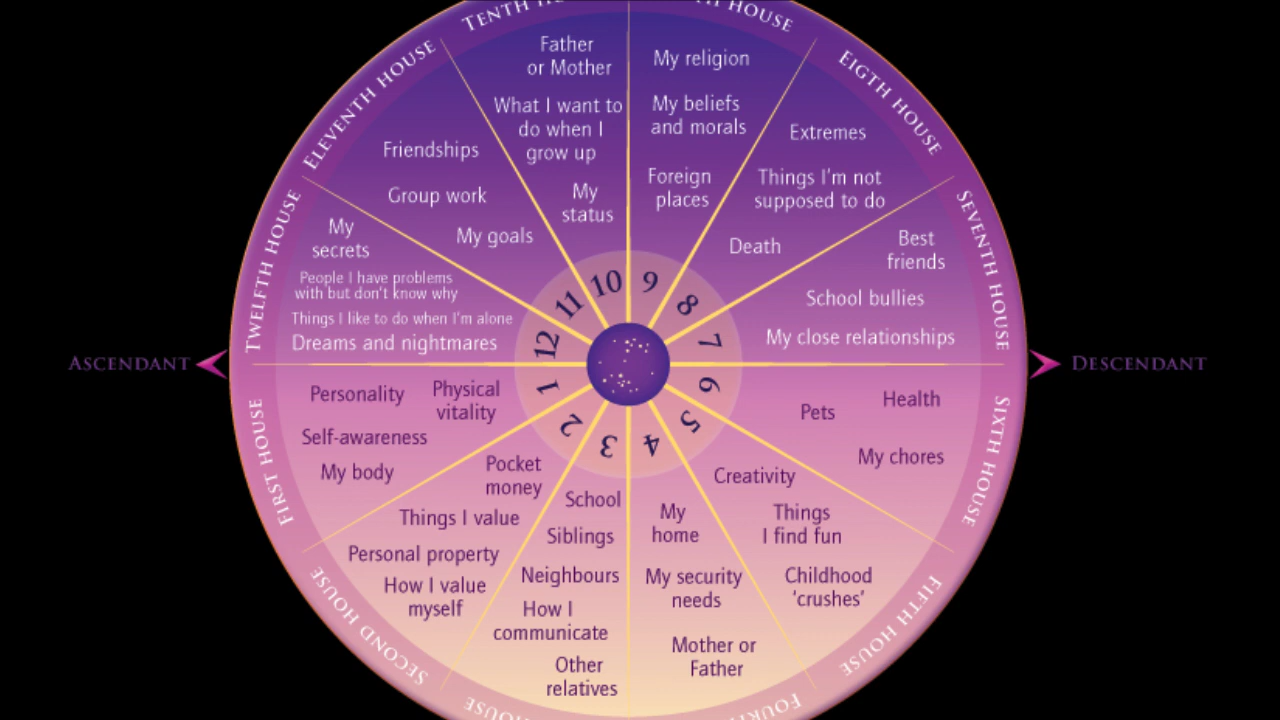 TENTH
HOUSE
EIGTH HOUSE
SEVENTH HOUSE
SIXTH HOUSE
FIFTH HOUSE
SECOND HOUSE
FIRST HOUSE
TWELFTH HOUSE
ELEVENTH HOUSE
ASCENDANT
DESCENDANT
Father
or Mother
What I want to
do when I
grow up
My
status
My religion
My beliefs
and morals
Foreign
places
Extremes
Things I'm not
supposed to do
Death
Best
friends
School bullies
My close relationships
Health
Pets
My chores
Creativity
Things
I find fun
Childhood
'crushes'
My
home
My security
needs
Mother or
Father
School
Siblings
Neighbours
How I
communicate
Other
relatives
Pocket
money
Things I value
Personal property
How I value
myself
Personality
Physical
vitality
Self-awareness
My body
My
secrets
People I have problems
with but don't know why
Things I like to do when I'm alone
Dreams and nightmares
Friendships
Group work
My goals
10
9
8
7
6
5
4
3
2
1
12
11